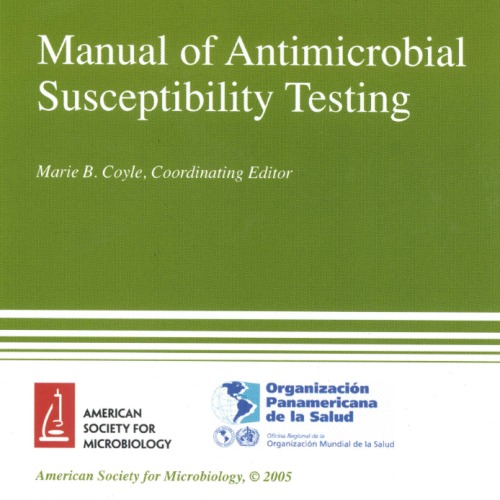 Manual of Antimicrobial
Susceptibility Testing
Marie B. Coyle, Coordinating Editor
AMERICAN
SOCIETY FOR
MICROBIOLOGY
Organización
Panamericana
de la Salud
Oficina Regional de la
Organización Mundial de la Salud
American Society for Microbiology, © 2005